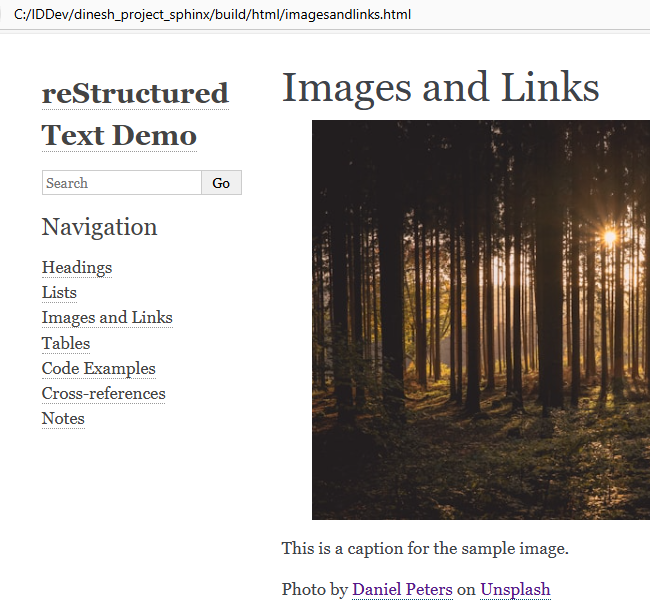 C:/IDDev/dinesh_project_sphinx/build/html/imagesandlinks.html
reStructured
Text Demo
Search
Go
Navigation
Headings
Lists
Images and Links
Tables
Code Examples
Cross-references
Notes
Images and Links
This is a caption for the sample image.
Photo by Daniel Peters on Unsplash